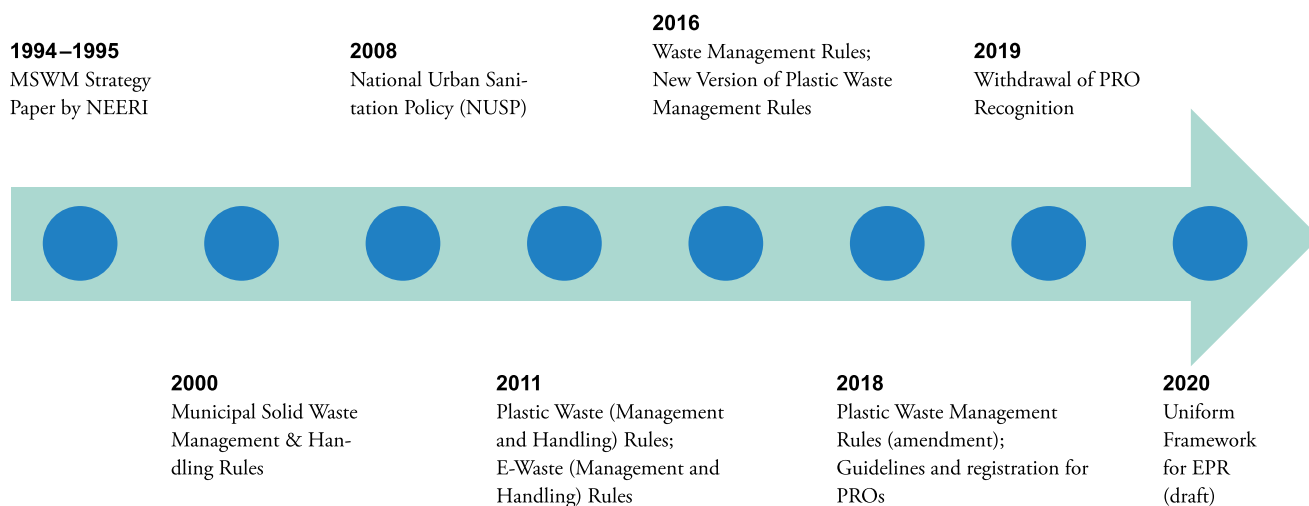 1994–1995
MSWM Strategy
Paper by NEERI
2000
Municipal Solid Waste
Management & Han-
dling Rules
2008
National Urban Sani-
tation Policy (NUSP)
2011
Plastic Waste (Management
and Handling) Rules;
E-Waste (Management and
Handling) Rules
2016
Waste Management Rules;
New Version of Plastic Waste
Management Rules
2018
Plastic Waste Management
Rules (amendment);
Guidelines and registration for
PROs
2019
Withdrawal of PRO
Recognition
2020
Uniform
Framework
for EPR
(draft)